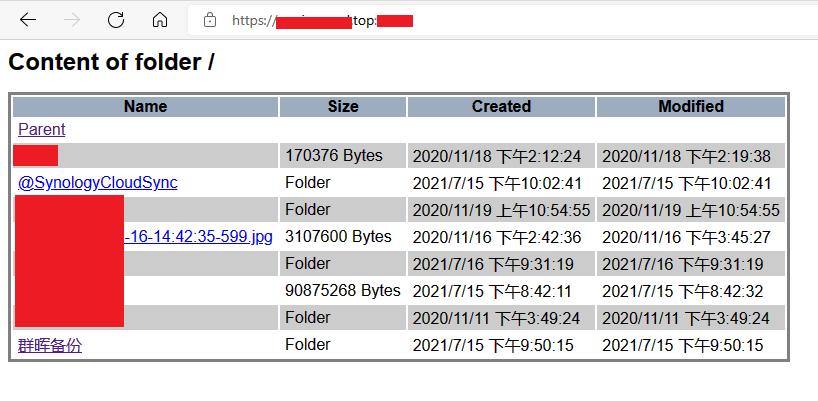 https://
top:
Content of folder /
Name Size Created Modified
Parent
170376 Bytes 2020/11/18 下午2:12:24 2020/11/18 下午2:19:38
@SynologyCloudSync Folder 2021/7/15 下午10:02:41 2021/7/15 下午10:02:41
Folder 2020/11/19 上午10:54:55 2020/11/19 上午10:54:55
-16-14:42:35-599.jpg 3107600 Bytes 2020/11/16 下午2:42:36 2020/11/16 下午3:45:27
Folder 2021/7/16 下午9:31:19 2021/7/16 下午9:31:19
90875268 Bytes 2021/7/15 下午8:42:11 2021/7/15 下午8:42:32
Folder 2020/11/11 下午3:49:24 2020/11/11 下午3:49:24
群晖备份 Folder 2021/7/15 下午9:50:15 2021/7/15 下午9:50:15